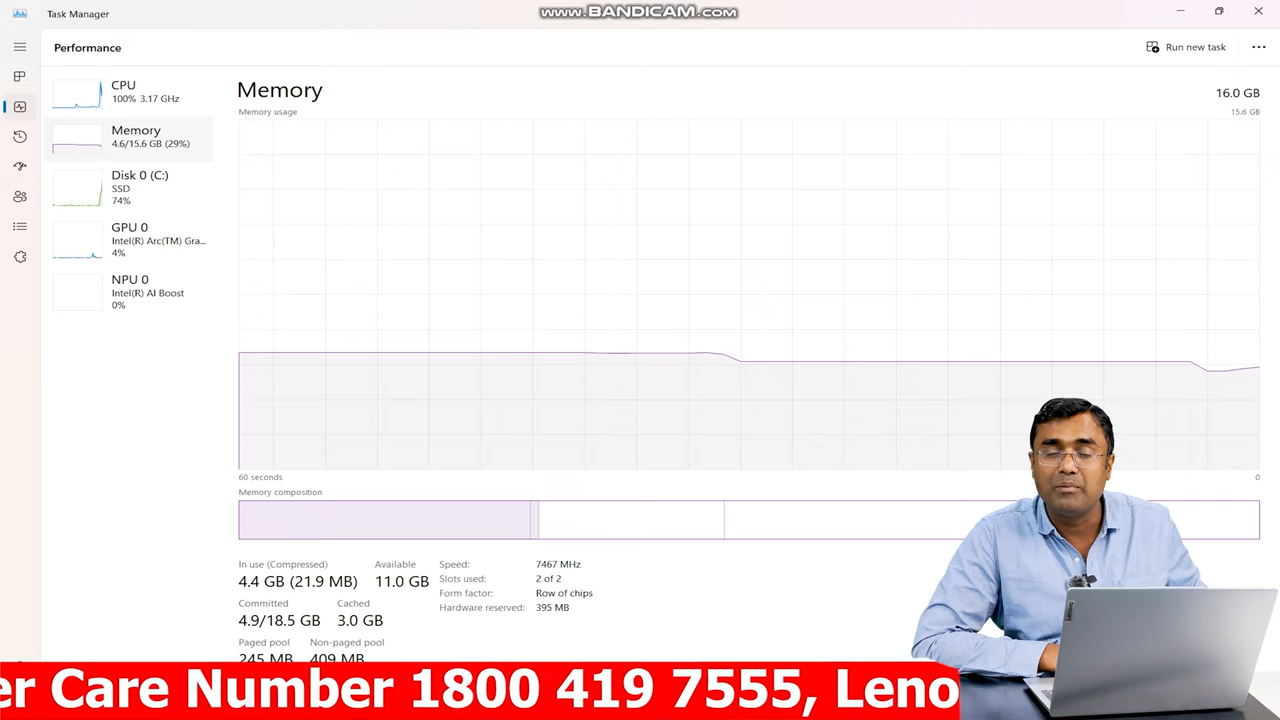 Task Manager
www.BANDICAM.com
Performance
Run new task
CPU
100% 3.17 GHz
Memory
4.6/15.6 GB (29%)
Disk 0 (C:)
SSD
74%
GPU 0
Intel(R) Arc(TM) Gra...
4%
NPU 0
Intel(R) AI Boost
0%
Memory
16.0 GB
Memory usage
15.6 GB
60 seconds
0
Memory composition
In use (Compressed)
4.4 GB (21.9 MB)
Available
11.0 GB
Committed
4.9/18.5 GB
Cached
3.0 GB
Paged pool
245 MB
Non-paged pool
409 MB
Speed: 7467 MHz
Slots used: 2 of 2
Form factor: Row of chips
Hardware reserved: 395 MB
Lenovo
er Care Number 1800 419 7555, Leno